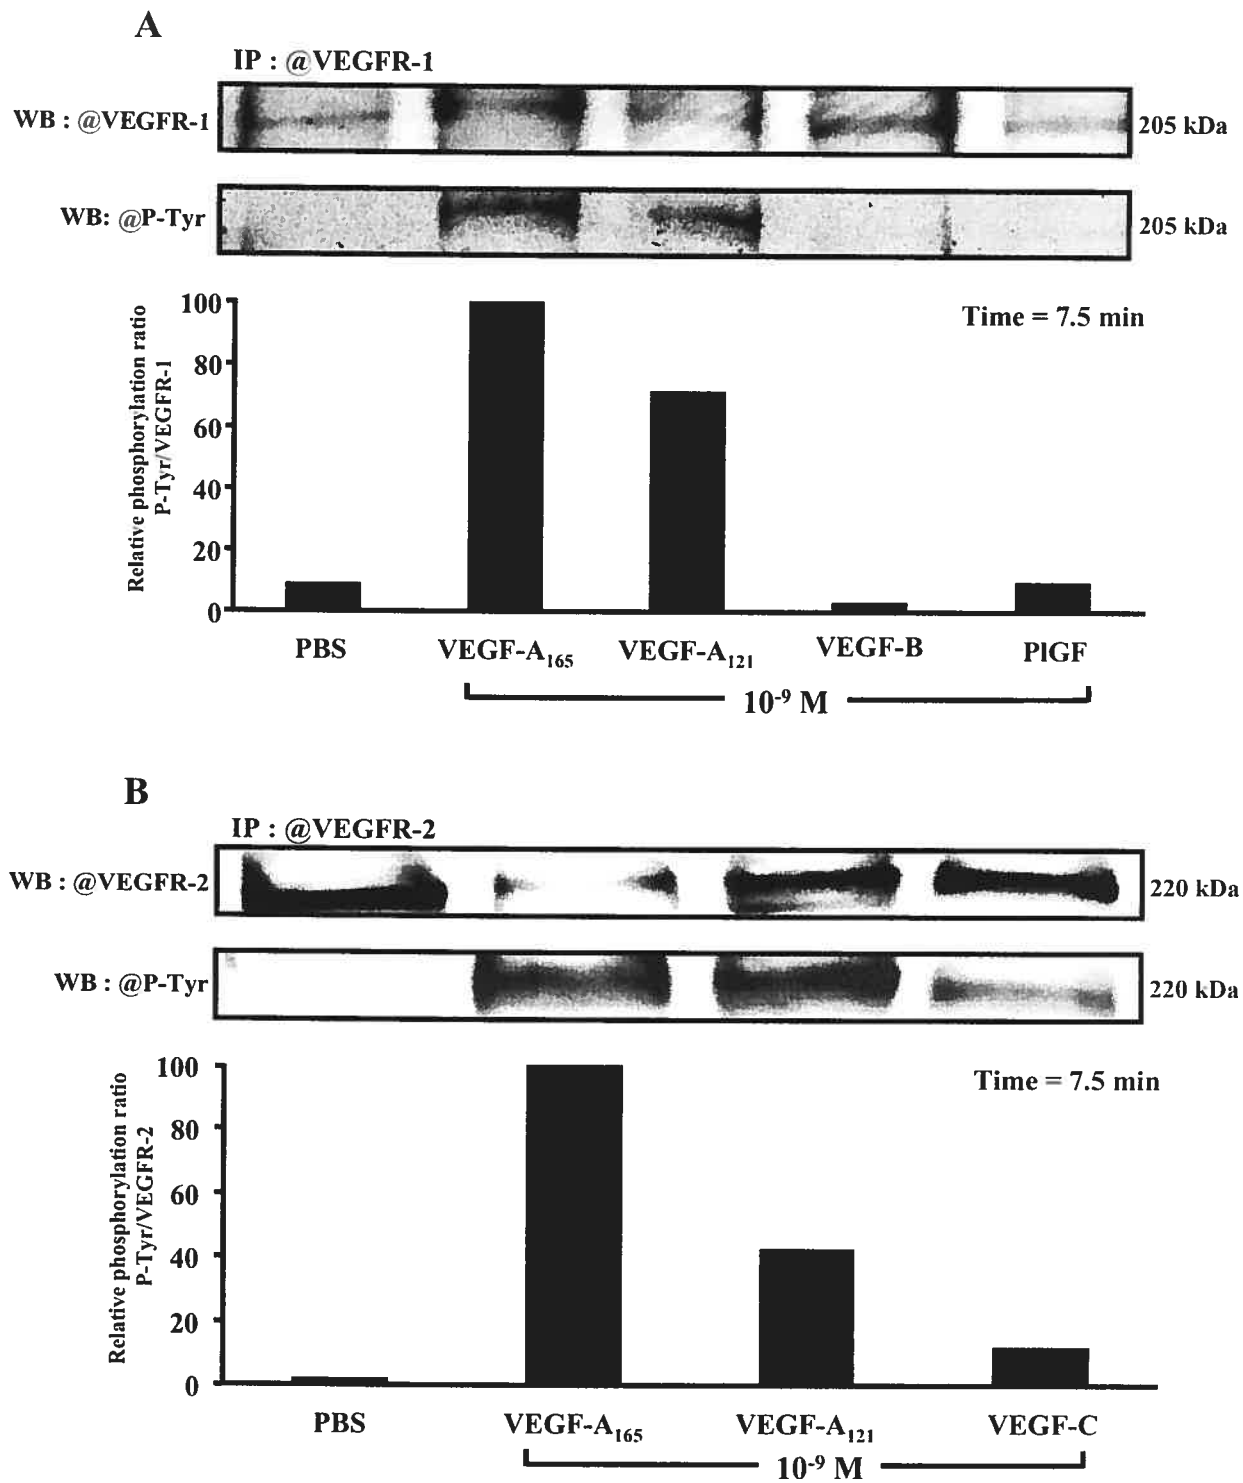 A
IP : @VEGFR-1
WB : @VEGFR-1
205 kDa
WB: @P-Tyr
205 kDa
Time = 7.5 min
Relative phosphorylation ratio
P-Tyr/VEGFR-1
100
80
60
40
20
0
PBS VEGF-A165 VEGF-A121 VEGF-B PlGF
10-9 M
B
IP : @VEGFR-2
WB : @VEGFR-2
220 kDa
WB : @P-Tyr
220 kDa
Time = 7.5 min
Relative phosphorylation ratio
P-Tyr/VEGFR-2
100
80
60
40
20
0
PBS VEGF-A165 VEGF-A121 VEGF-C
10-9 M